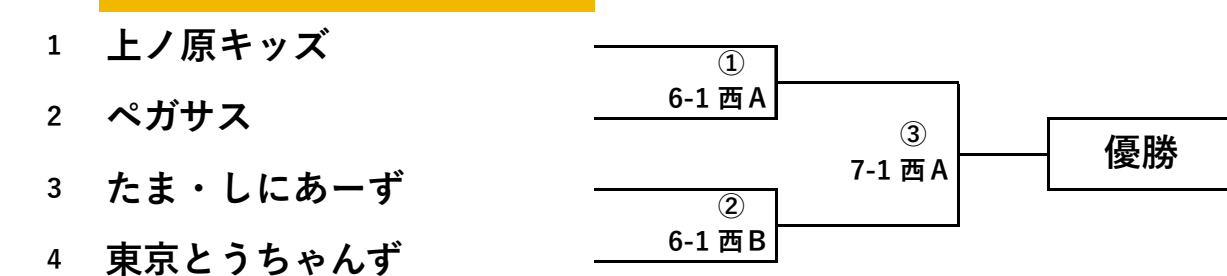 1 上ノ原キッズ
2 ペガサス
3 たま・しにあーず
4 東京とうちゃんず
①
6-1 西A
②
6-1 西B
③
7-1 西A
優勝